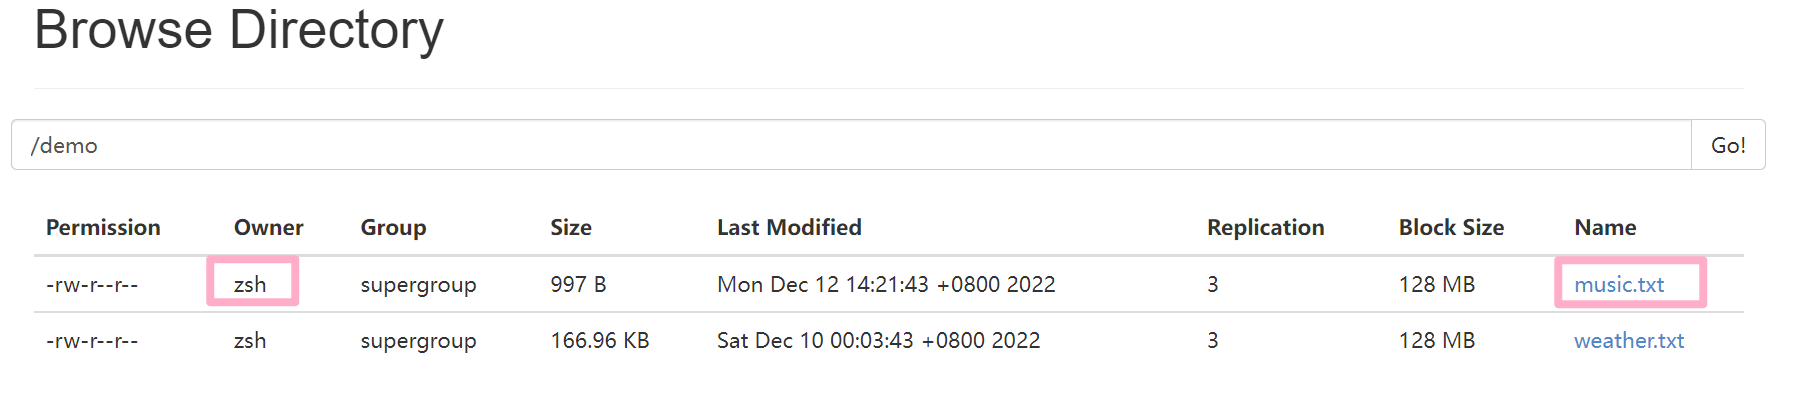 Browse Directory
/demo Go!
Permission Owner Group Size Last Modified Replication Block Size Name
-rw-r--r-- zsh supergroup 997 B Mon Dec 12 14:21:43 +0800 2022 3 128 MB music.txt
-rw-r--r-- zsh supergroup 166.96 KB Sat Dec 10 00:03:43 +0800 2022 3 128 MB weather.txt